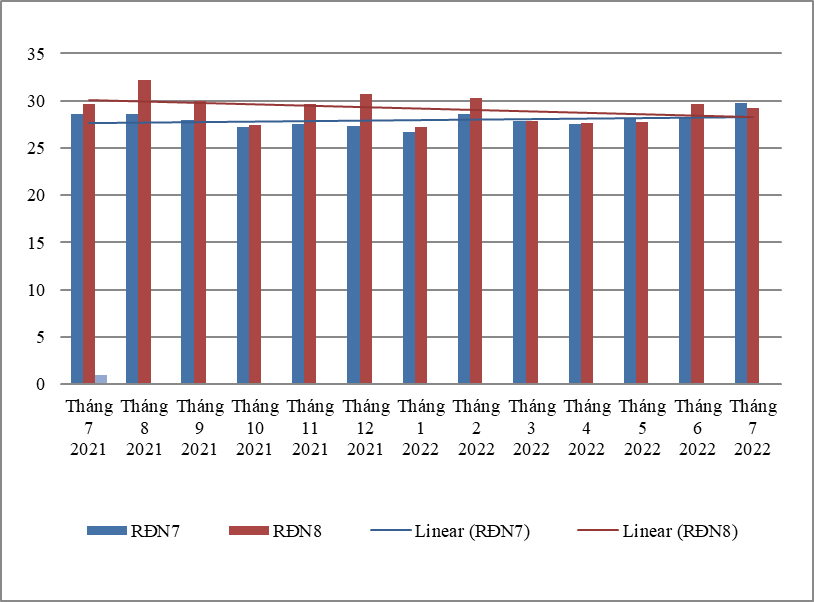 35
30
25
20
15
10
5
0
Tháng Tháng Tháng Tháng Tháng Tháng Tháng Tháng Tháng Tháng Tháng Tháng Tháng
7 8 9 10 11 12 1 2 3 4 5 6 7
2021 2021 2021 2021 2021 2021 2022 2022 2022 2022 2022 2022 2022
RĐN7 RĐN8 Linear (RĐN7) Linear (RĐN8)